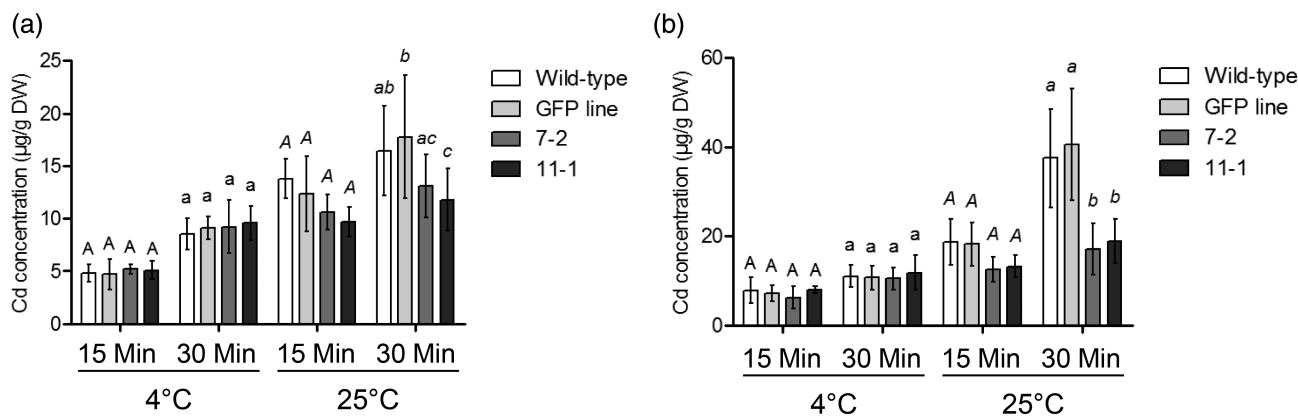 (a)
Cd concentration (µg/g DW)
25
20
15
10
5
0
A A A A
a a a a
A A A A
ab b ac c
15 Min 30 Min 15 Min 30 Min
4°C 25°C
Wild-type
GFP line
7-2
11-1
(b)
Cd concentration (µg/g DW)
60
40
20
0
A A A A
a a a a
A A A A
a a b b
15 Min 30 Min 15 Min 30 Min
4°C 25°C
Wild-type
GFP line
7-2
11-1